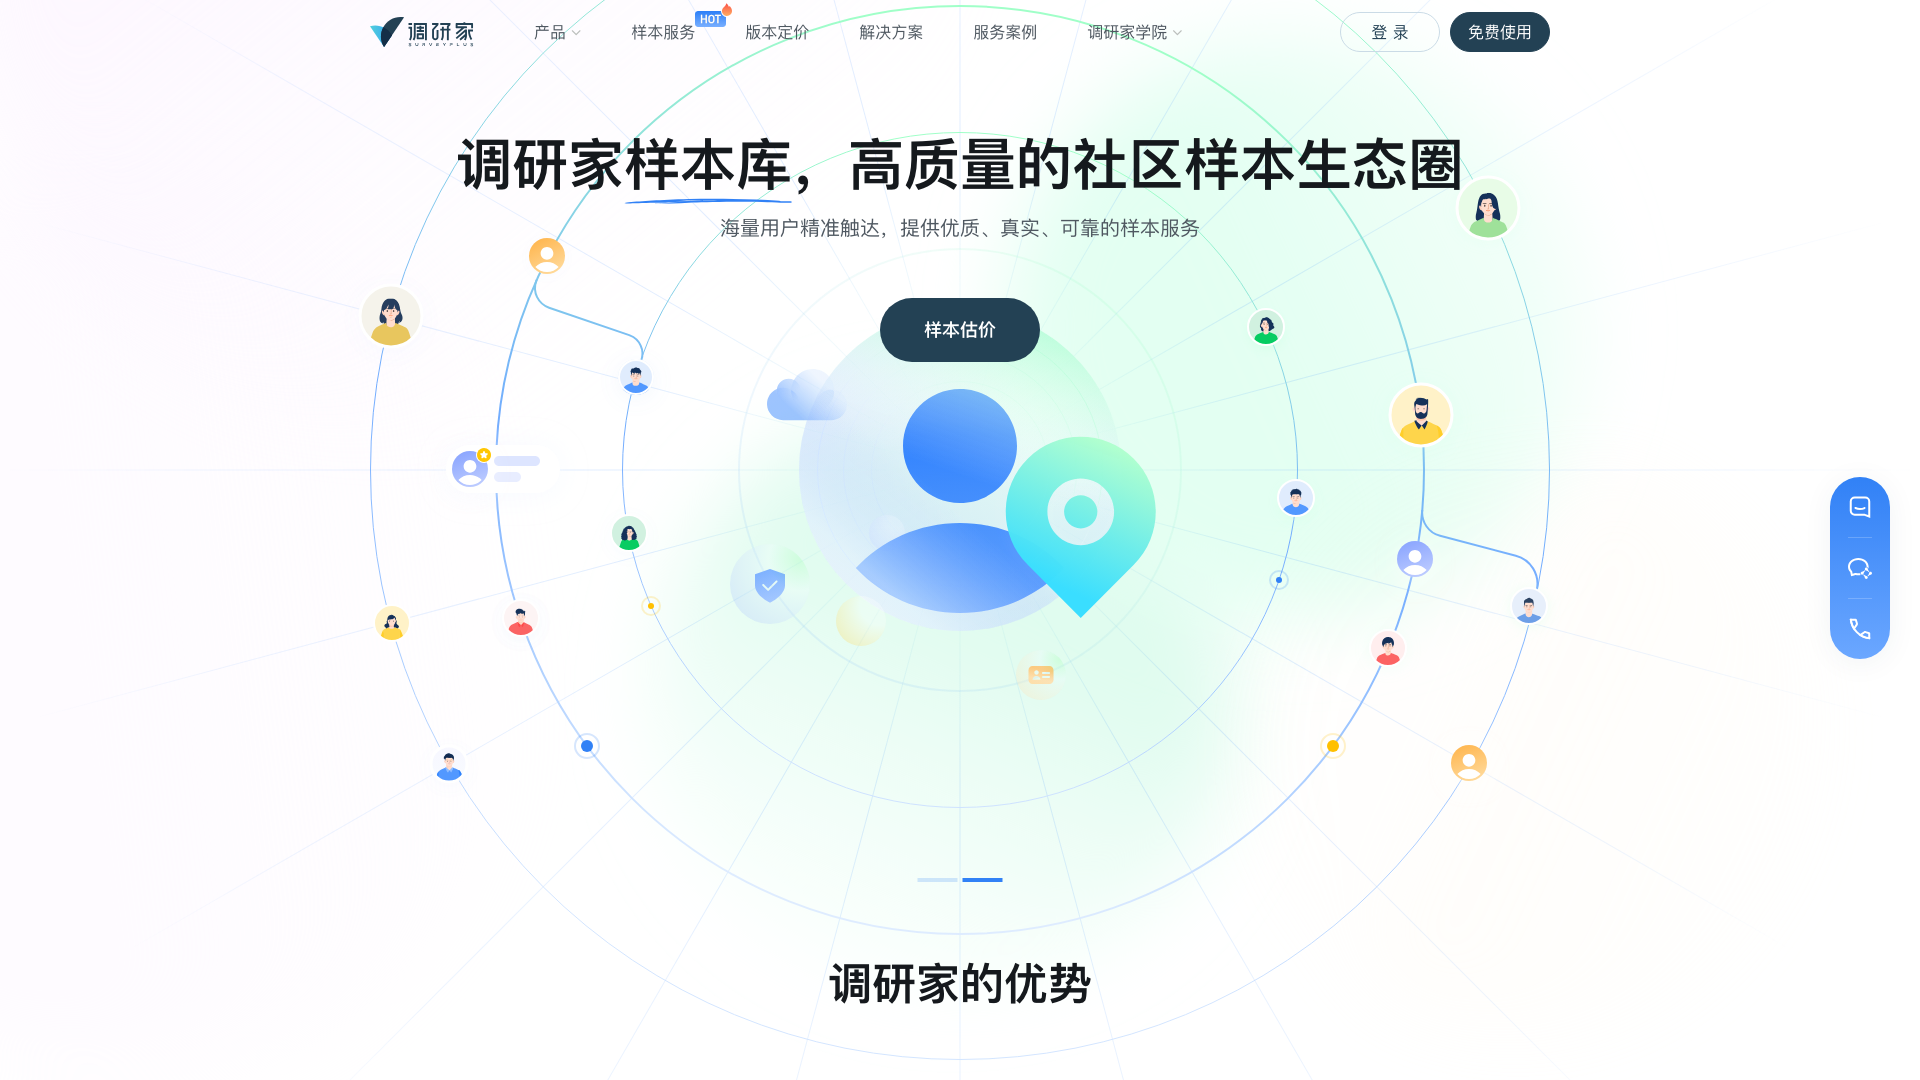 调研家
SURVEYPLUS
产品
样本服务
HOT
版本定价
解决方案
服务案例
调研家学院
登 录
免费使用
调研家样本库，高质量的社区样本生态圈
海量用户精准触达，提供优质、真实、可靠的样本服务
样本估价
调研家的优势